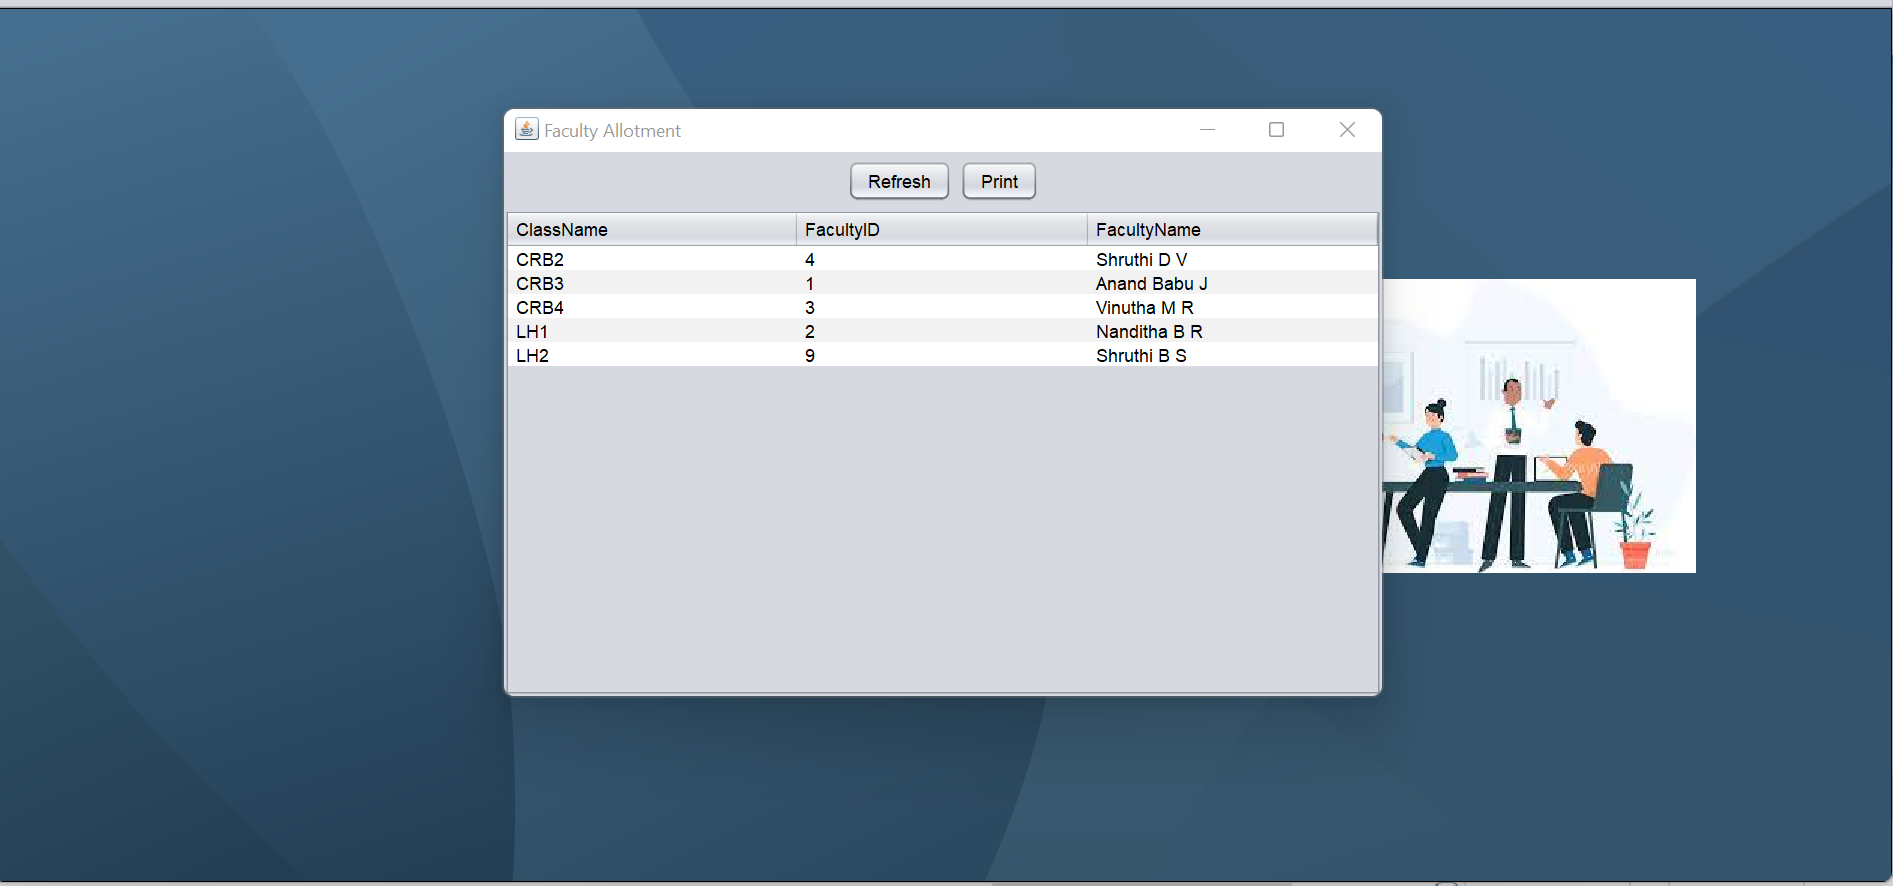 Faculty Allotment
Refresh Print
ClassName FacultyID FacultyName
CRB2 4 Shruthi D V
CRB3 1 Anand Babu J
CRB4 3 Vinutha M R
LH1 2 Nanditha B R
LH2 9 Shruthi B S